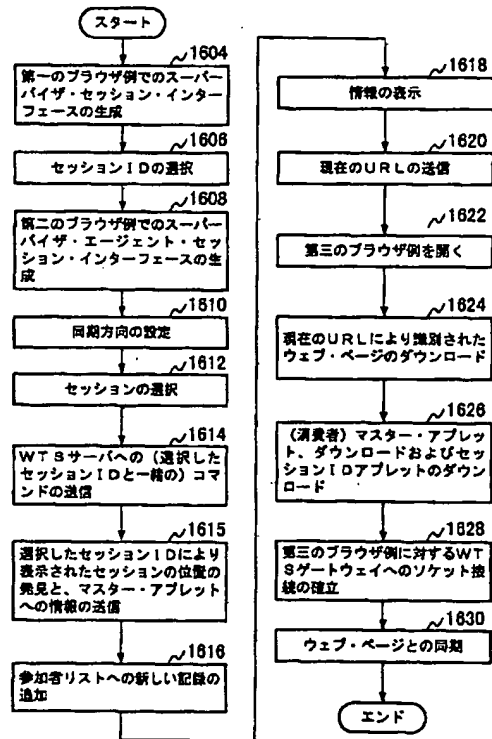 スタート
1604
第一のブラウザ例でのスーパー
バイザ・セッション・インター
フェースの生成
1606
セッションIDの選択
1608
第二のブラウザ例でのスーパー
バイザ・エージェント・セッ
ション・インターフェースの生
成
1610
同期方向の設定
1612
セッションの選択
1614
WTSサーバへの(選択した
セッションIDと一緒の)コマ
ンドの送信
1615
選択したセッションIDにより
表示されたセッションの位置の
発見と、マスター・アプレット
への情報の送信
1616
参加者リストへの新しい記録の
追加
1618
情報の表示
1620
現在のURLの送信
1622
第三のブラウザ例を開く
1624
現在のURLにより識別された
ウェブ・ページのダウンロード
1626
(消費者)マスター・アプレッ
ト、ダウンロードおよびセッショ
ンIDアプレットのダウン
ロード
1628
第三のブラウザ例に対するWT
Sゲートウェイへのソケット接
続の確立
1630
ウェブ・ページとの同期
エンド